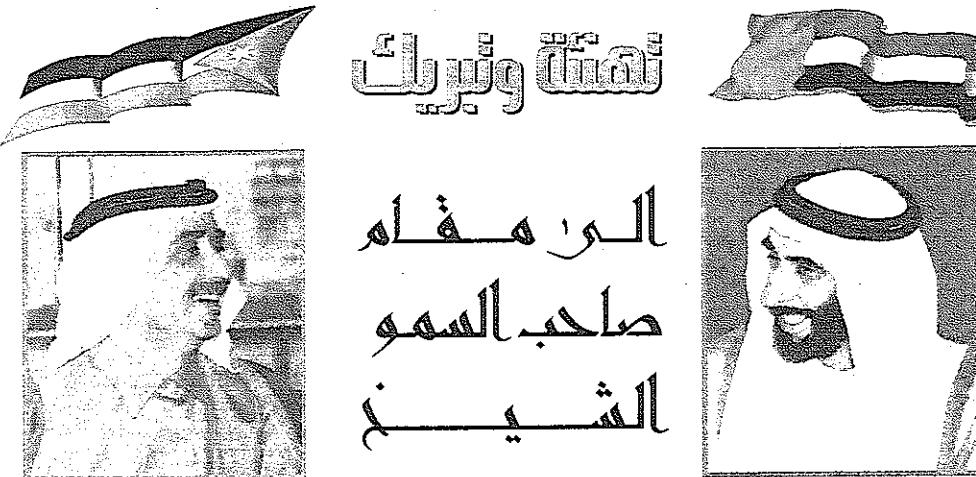 تهنئة وتبريك
الى مقام
صاحب السمو
الشيخ